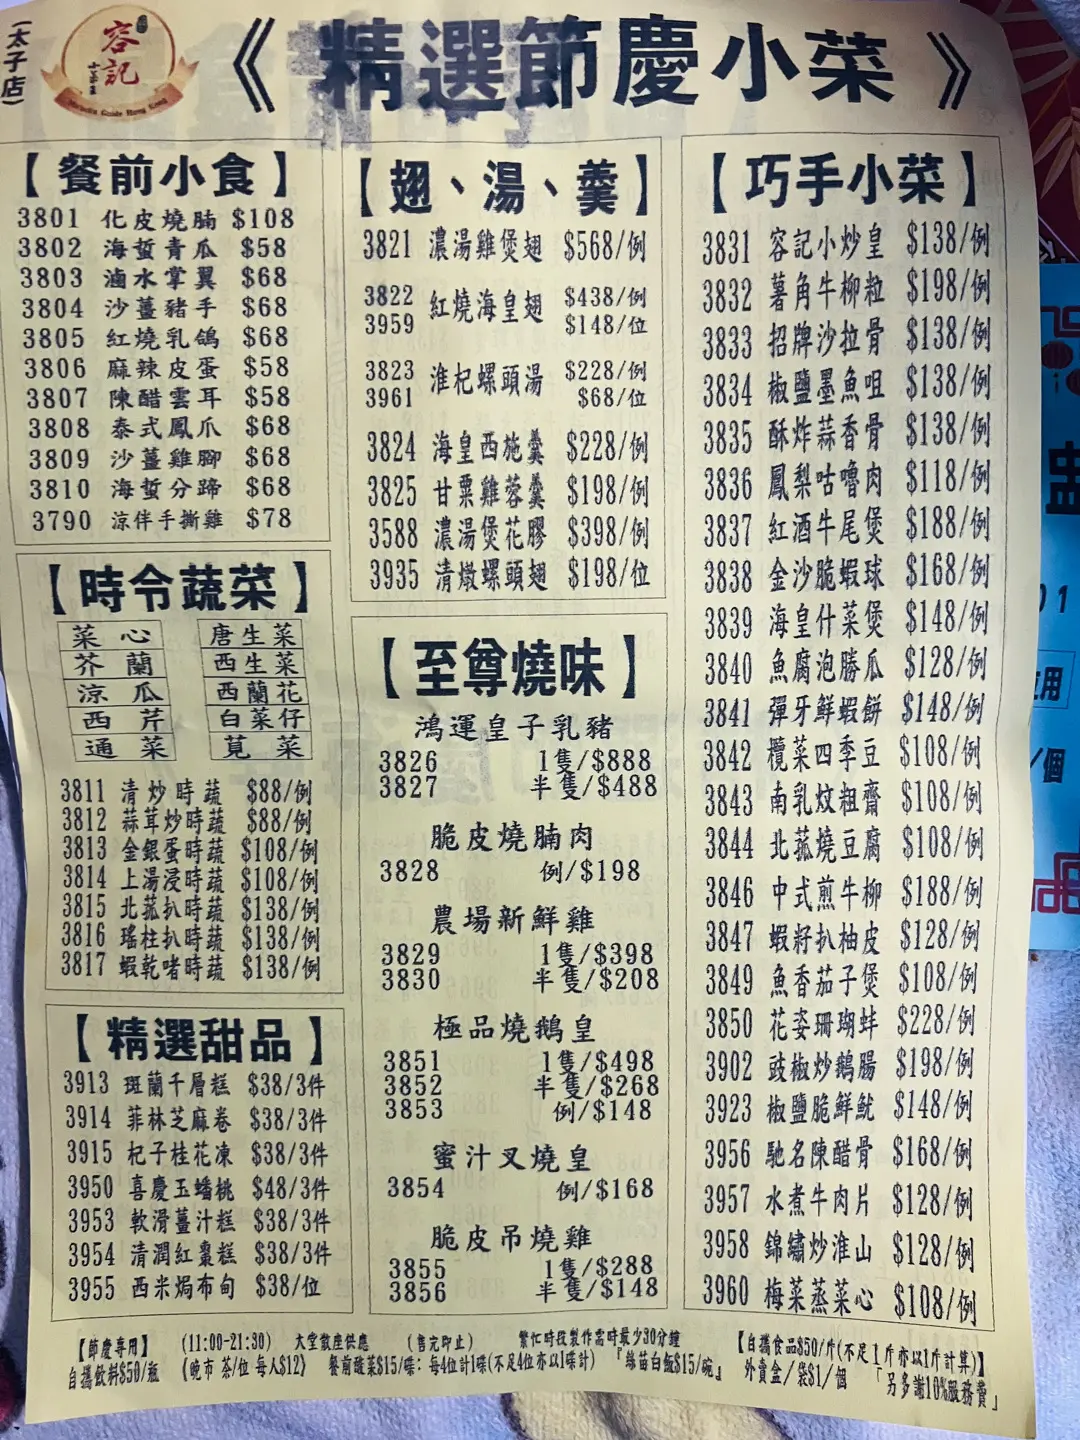 (太子店)
容記
小菜王
Michelin Guide Hong Kong
《 精選節慶小菜 》
【餐前小食】
3801 化皮燒腩 $108
3802 海蜇青瓜 $58
3803 滷水掌翼 $68
3804 沙薑豬手 $68
3805 紅燒乳鴿 $68
3806 麻辣皮蛋 $58
3807 陳醋雲耳 $58
3808 泰式鳳爪 $68
3809 沙薑雞腳 $68
3810 海蜇分蹄 $68
3790 涼伴手撕雞 $78
【時令蔬菜】
菜心 唐生菜
芥蘭 西生菜
涼瓜 西蘭花
西芹 白菜仔
通菜 莧菜
3811 清炒時蔬 $88/例
3812 蒜茸炒時蔬 $88/例
3813 金銀蛋時蔬 $108/例
3814 上湯浸時蔬 $108/例
3815 北菰扒時蔬 $138/例
3816 瑤柱扒時蔬 $138/例
3817 蝦乾啫時蔬 $138/例
【精選甜品】
3913 斑蘭千層糕 $38/3件
3914 菲林芝麻卷 $38/3件
3915 杞子桂花凍 $38/3件
3950 喜慶玉蟠桃 $48/3件
3953 軟滑薑汁糕 $38/3件
3954 清潤紅棗糕 $38/3件
3955 西米焗布甸 $38/位
【翅、湯、羹】
3821 濃湯雞煲翅 $568/例
3822 紅燒海皇翅 $438/例
3959 $148/位
3823 淮杞螺頭湯 $228/例
3961 $68/位
3824 海皇西施羹 $228/例
3825 甘粟雞蓉羹 $198/例
3588 濃湯煲花膠 $398/例
3935 清燉螺頭翅 $198/位
【至尊燒味】
鴻運皇子乳豬
3826 1隻/$888
3827 半隻/$488
脆皮燒腩肉
3828 例/$198
農場新鮮雞
3829 1隻/$398
3830 半隻/$208
極品燒鵝皇
3851 1隻/$498
3852 半隻/$268
3853 例/$148
蜜汁叉燒皇
3854 例/$168
脆皮吊燒雞
3855 1隻/$288
3856 半隻/$148
【巧手小菜】
3831 容記小炒皇 $138/例
3832 薯角牛柳粒 $198/例
3833 招牌沙拉骨 $138/例
3834 椒鹽墨魚咀 $138/例
3835 酥炸蒜香骨 $138/例
3836 鳳梨咕嚕肉 $118/例
3837 紅酒牛尾煲 $188/例
3838 金沙脆蝦球 $168/例
3839 海皇什菜煲 $148/例
3840 魚腐泡勝瓜 $128/例
3841 彈牙鮮蝦餅 $148/例
3842 欖菜四季豆 $108/例
3843 南乳炆粗齋 $108/例
3844 北菰燒豆腐 $108/例
3846 中式煎牛柳 $188/例
3847 蝦籽扒柚皮 $128/例
3849 魚香茄子煲 $108/例
3850 花姿珊瑚蚌 $228/例
3902 豉椒炒鵝腸 $198/例
3923 椒鹽脆鮮魷 $148/例
3956 馳名陳醋骨 $168/例
3957 水煮牛肉片 $128/例
3958 錦繡炒淮山 $128/例
3960 梅菜蒸菜心 $108/例
【節慶專用】 (11:00-21:30) 大堂散座供應 (售完即止) 繁忙時段製作需時最少30分鐘 【自攜食品$50/斤(不足1斤亦以1斤計算)】
自攜飲料$50/瓶 《晚市 茶/位 每人$12》 餐前酸菜$15/碟：每4位計1碟(不足4位亦以1碟計) 『絲苗白飯$15/碗』 外賣盒/袋$1/個 「另多謝10%服務費」
01
用
/個